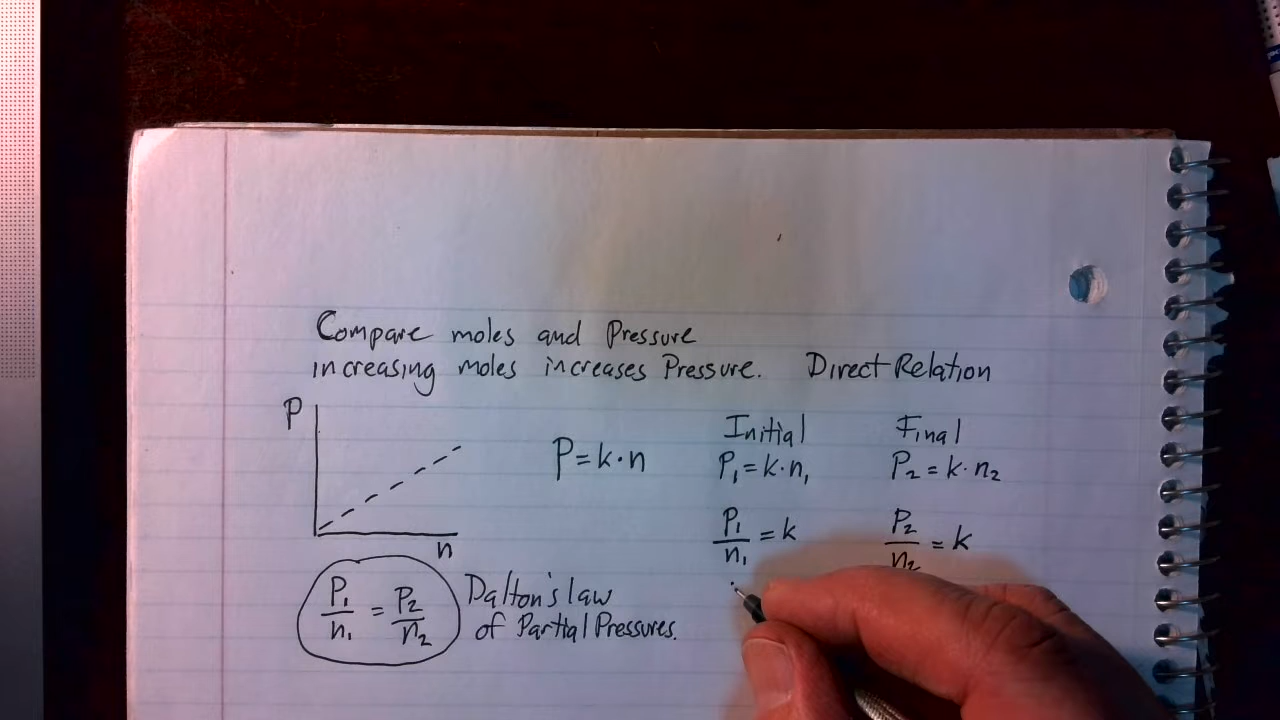 Compare moles and Pressure
increasing moles increases Pressure. Direct Relation
P
n
P=k·n
Initial Final
P₁=k·n₁ P₂=k·n₂
P₁/n₁ = k P₂/n₂ = k
P₁/n₁ = P₂/n₂ Dalton's law
of Partial Pressures.